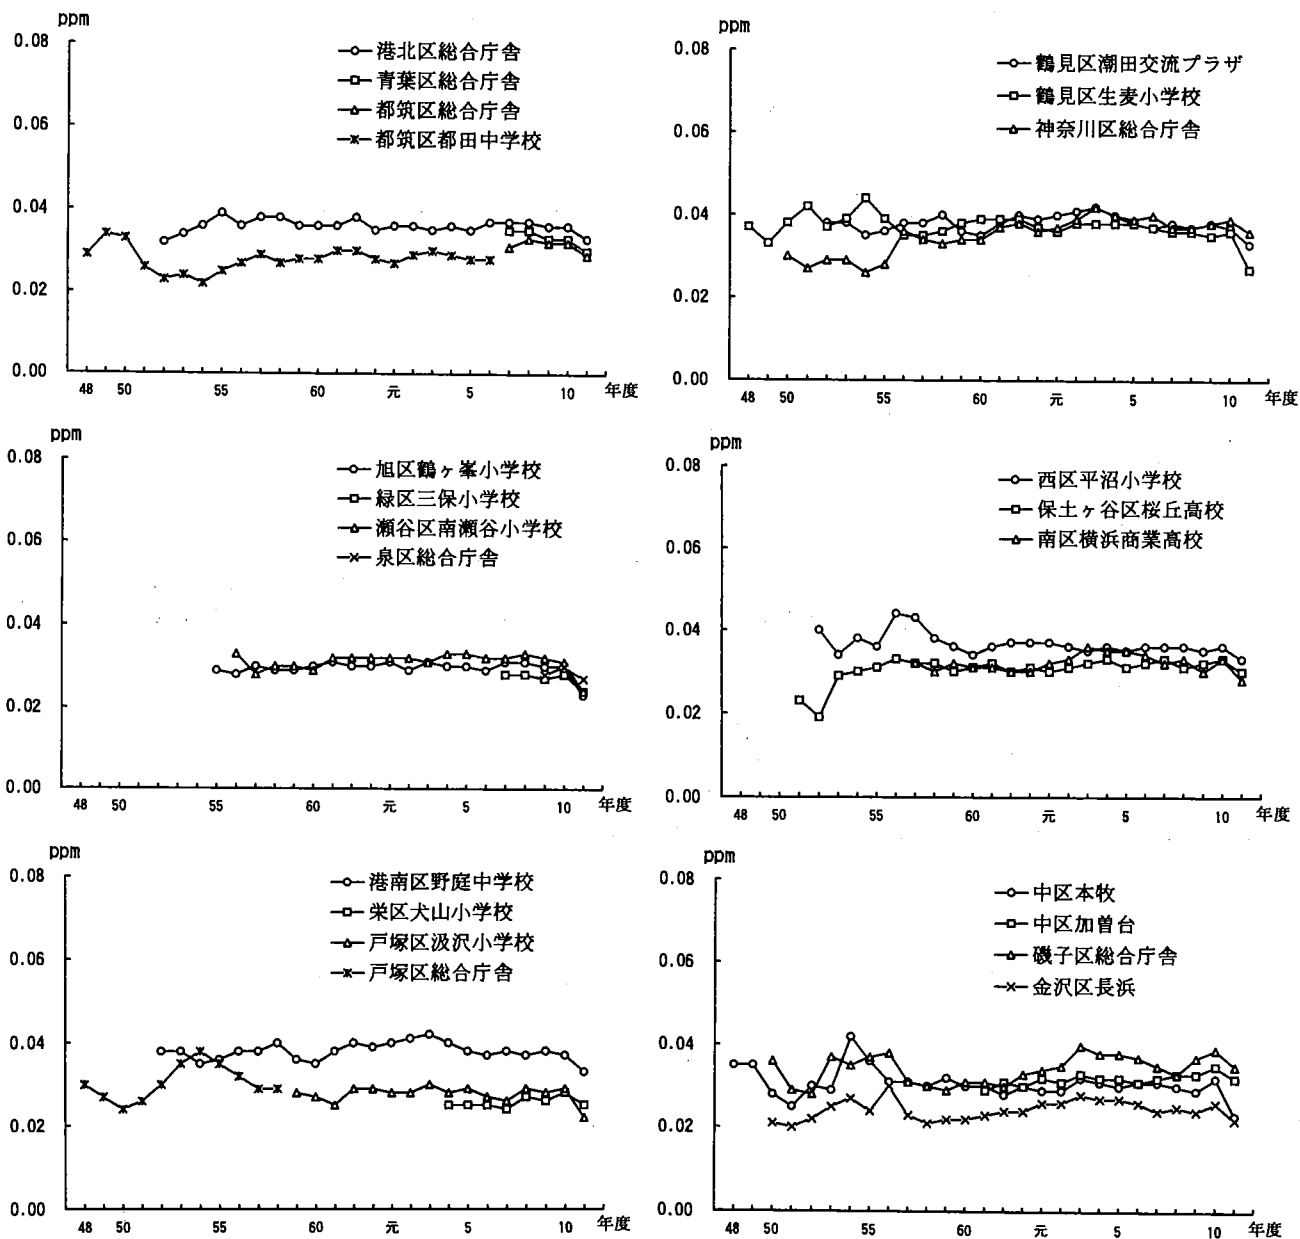 ppm
0.08
0.06
0.04
0.02
0.00
港北区総合庁舎
青葉区総合庁舎
都筑区総合庁舎
都筑区都田中学校
48 50 55 60 元 5 10 年度
ppm
0.08
0.06
0.04
0.02
0.00
鶴見区潮田交流プラザ
鶴見区生麦小学校
神奈川区総合庁舎
48 50 55 60 元 5 10 年度
ppm
0.08
0.06
0.04
0.02
0.00
旭区鶴ヶ峯小学校
緑区三保小学校
瀬谷区南瀬谷小学校
泉区総合庁舎
48 50 55 60 元 5 10 年度
ppm
0.08
0.06
0.04
0.02
0.00
西区平沼小学校
保土ヶ谷区桜丘高校
南区横浜商業高校
48 50 55 60 元 5 10 年度
ppm
0.08
0.06
0.04
0.02
0.00
港南区野庭中学校
栄区犬山小学校
戸塚区汲沢小学校
戸塚区総合庁舎
48 50 55 60 元 5 10 年度
ppm
0.08
0.06
0.04
0.02
0.00
中区本牧
中区加曽台
磯子区総合庁舎
金沢区長浜
48 50 55 60 元 5 10 年度